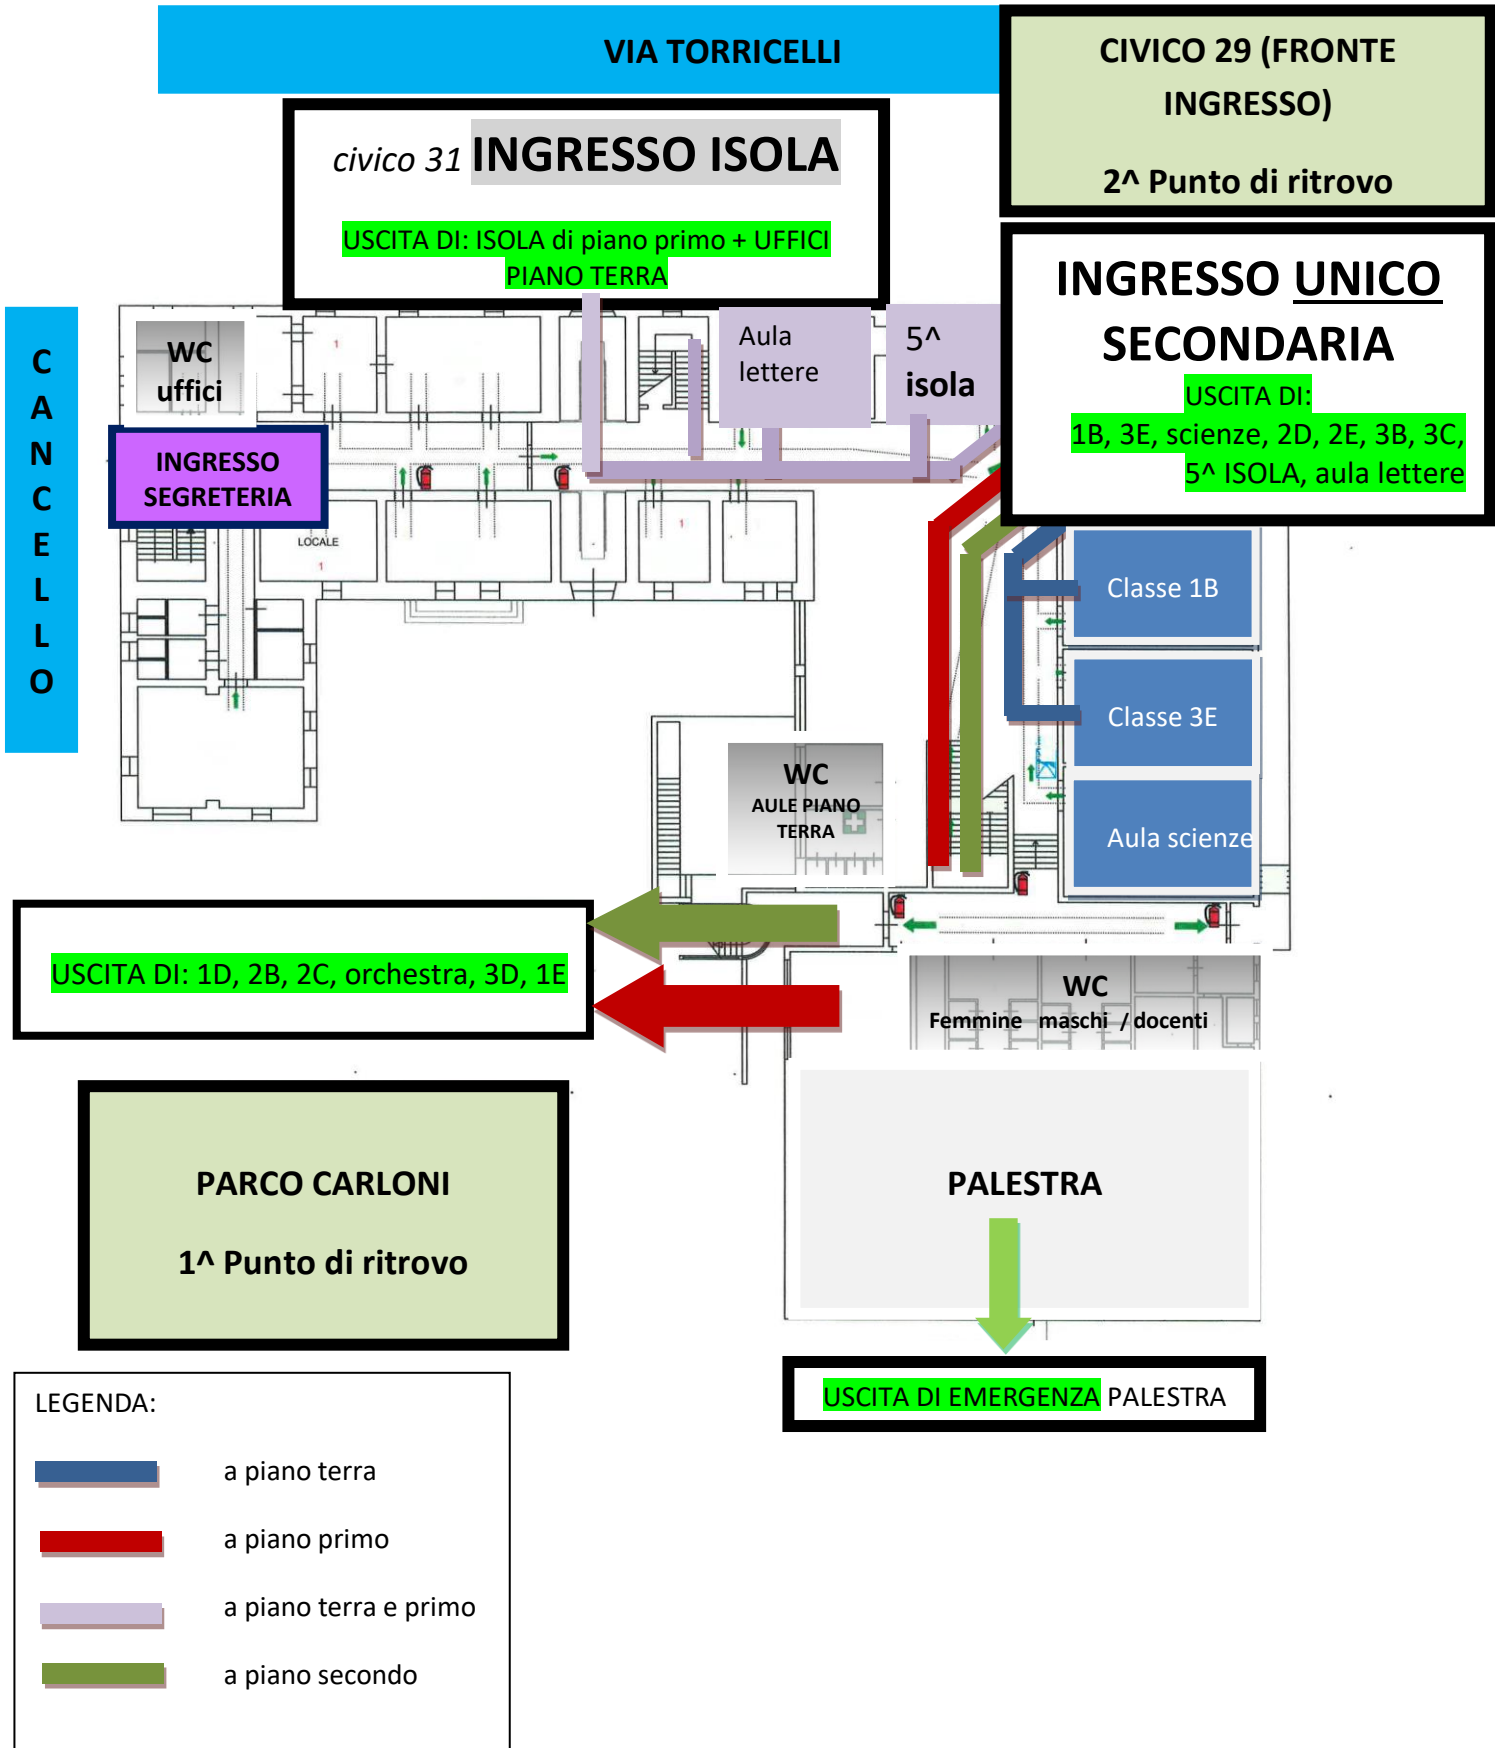 VIA TORRICELLI
CIVICO 29 (FRONTE
INGRESSO)
2^ Punto di ritrovo
civico 31 INGRESSO ISOLA
USCITA DI: ISOLA di piano primo + UFFICI
PIANO TERRA
INGRESSO UNICO
SECONDARIA
USCITA DI:
1B, 3E, scienze, 2D, 2E, 3B, 3C,
5^ ISOLA, aula lettere
C
A
N
C
E
L
L
O
WC
uffici
1
Aula
lettere
5^
isola
INGRESSO
SEGRETERIA
LOCALE
1
1
Classe 1B
Classe 3E
Aula scienze
WC
AULE PIANO
TERRA
USCITA DI: 1D, 2B, 2C, orchestra, 3D, 1E
WC
Femmine maschi / docenti
PARCO CARLONI
1^ Punto di ritrovo
PALESTRA
USCITA DI EMERGENZA PALESTRA
LEGENDA:
a piano terra
a piano primo
a piano terra e primo
a piano secondo